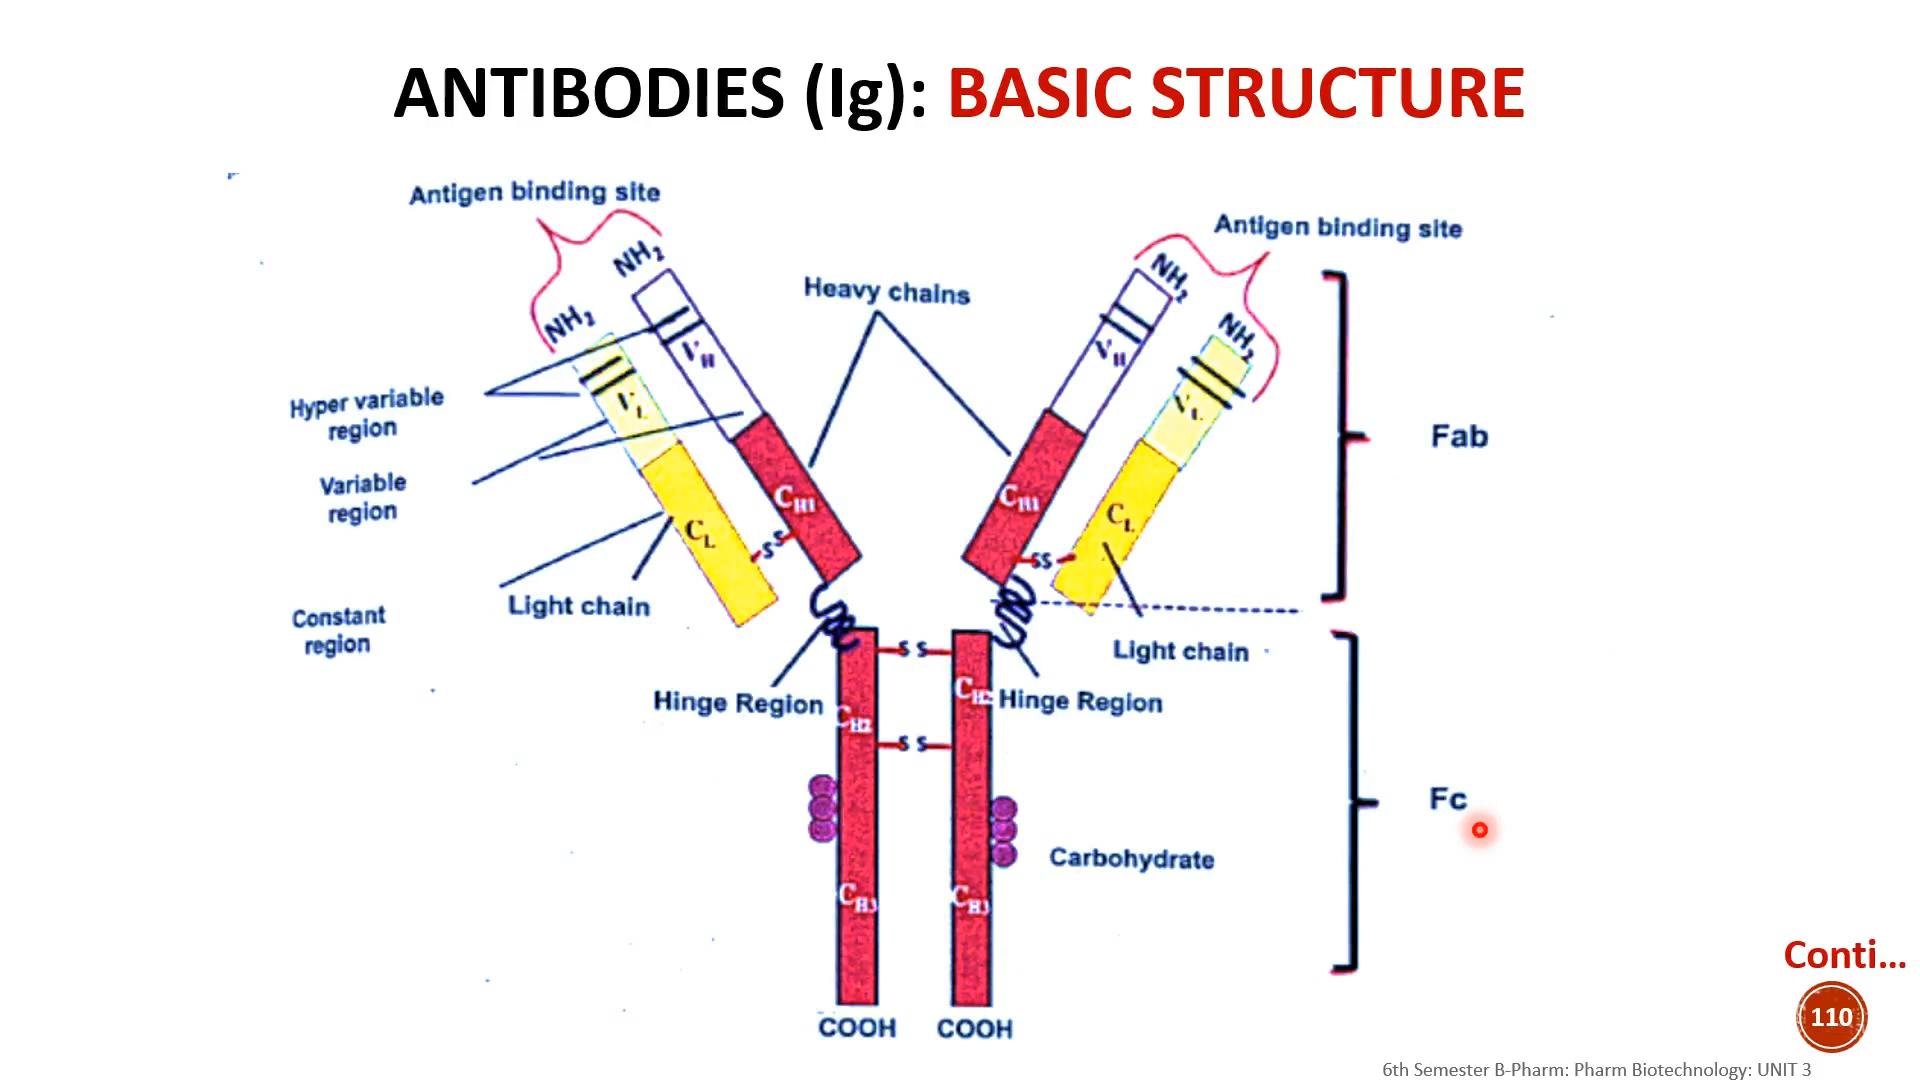 ANTIBODIES (Ig): BASIC STRUCTURE
Antigen binding site
Antigen binding site
NH2
NH2
NH2
NH2
Heavy chains
VH
VH
VL
VL
Hyper variable
region
Fab
Variable
region
CH1
CH1
CL
CL
S S
SS
Constant
region
Light chain
Light chain
Hinge Region
Hinge Region
S S
CH2
CH2
S S
Fc
Carbohydrate
CH3
CH3
COOH
COOH
Conti...
110
6th Semester B-Pharm: Pharm Biotechnology: UNIT 3